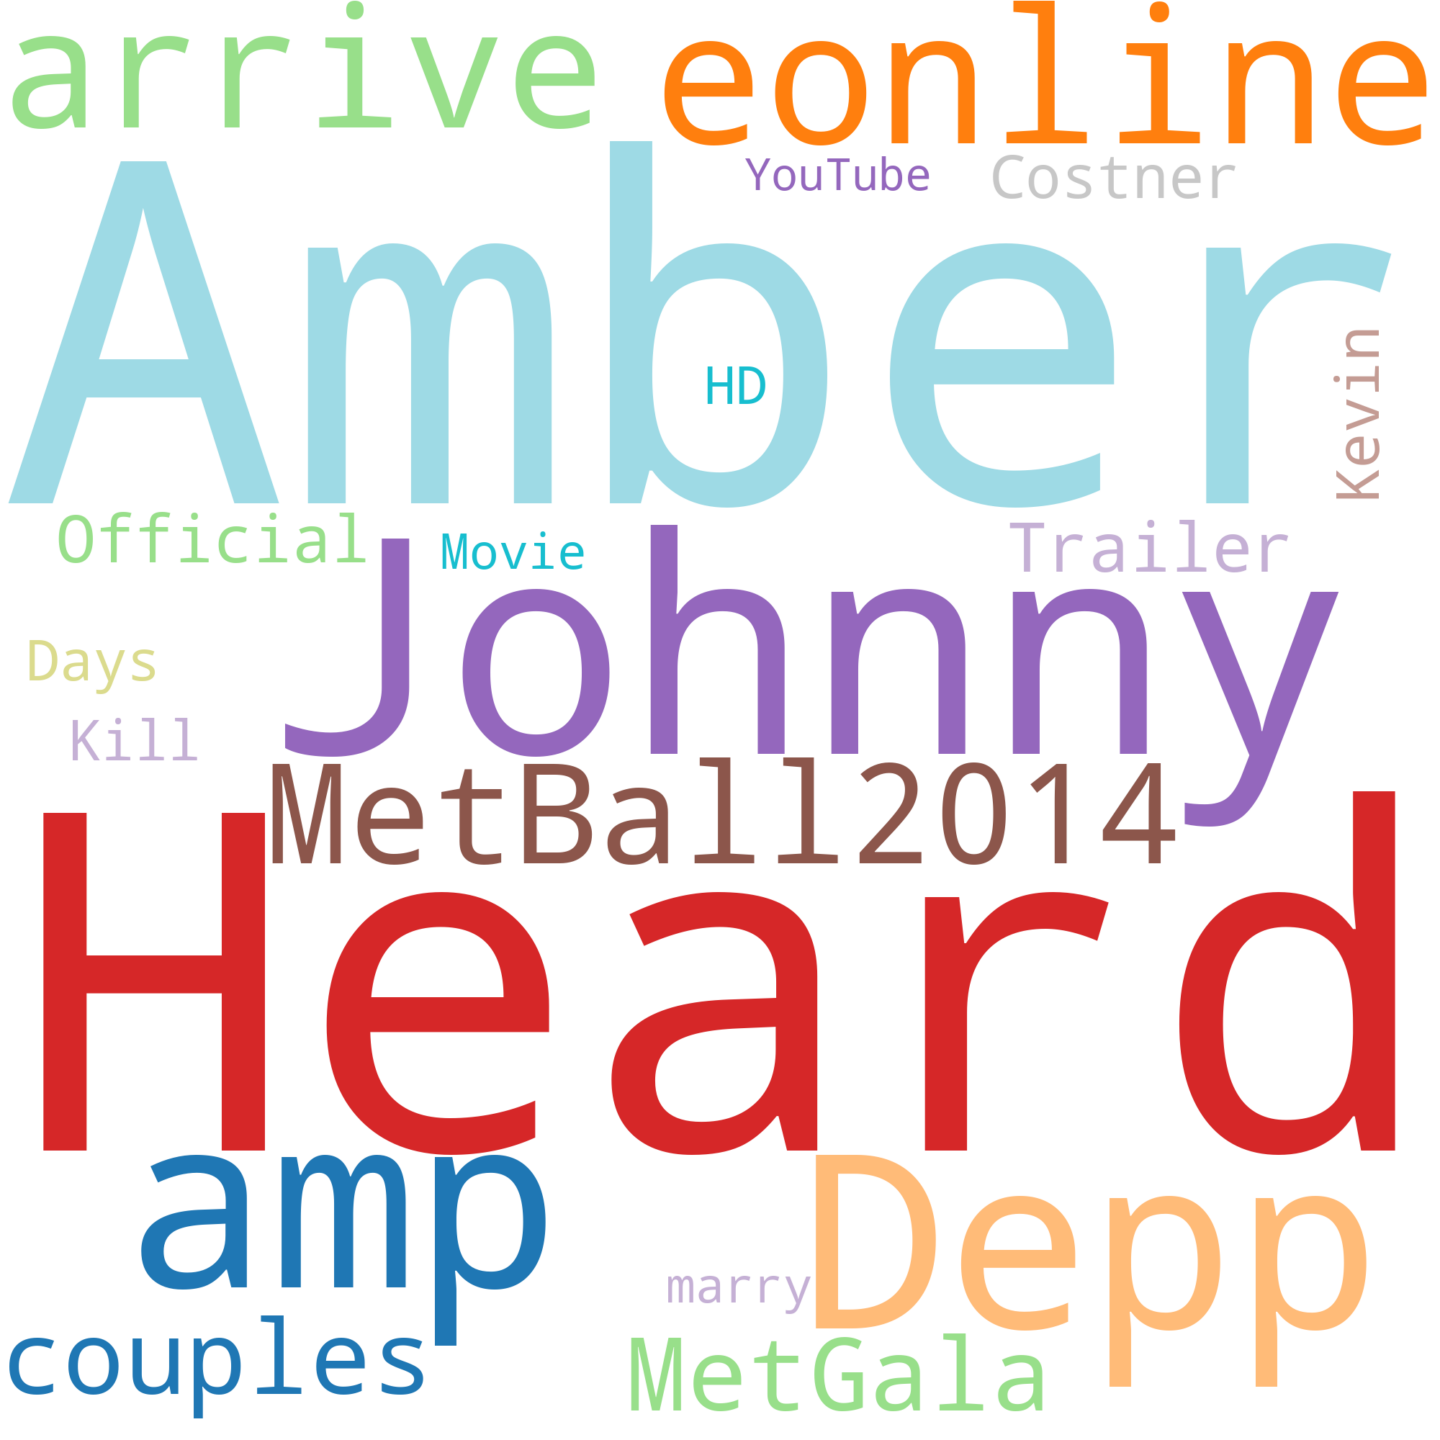 arrive eonline
YouTube Costner
Amber
HD
Kevin
Official Movie Trailer
Johnny
Days
Kill
MetBall2014
Heard
amp Depp
marry
couples MetGala